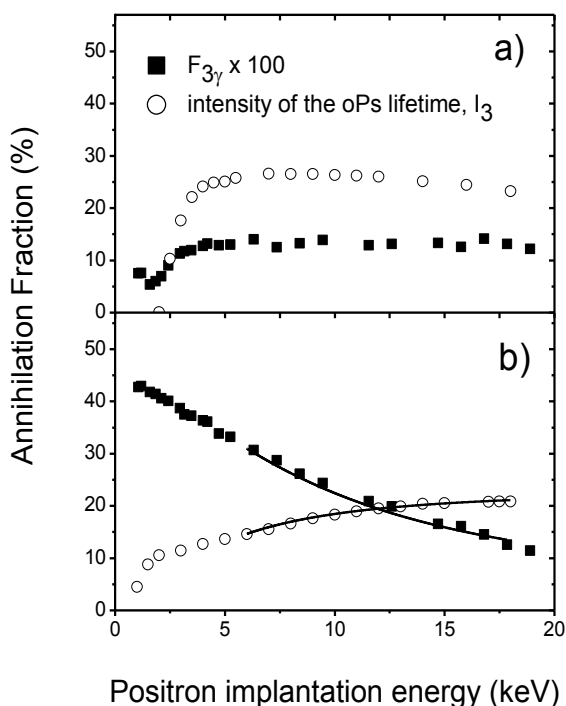 a)
F3γ x 100
intensity of the oPs lifetime, I3
50
40
30
20
10
0
b)
50
40
30
20
10
0
0 5 10 15 20
Annihilation Fraction (%)
Positron implantation energy (keV)